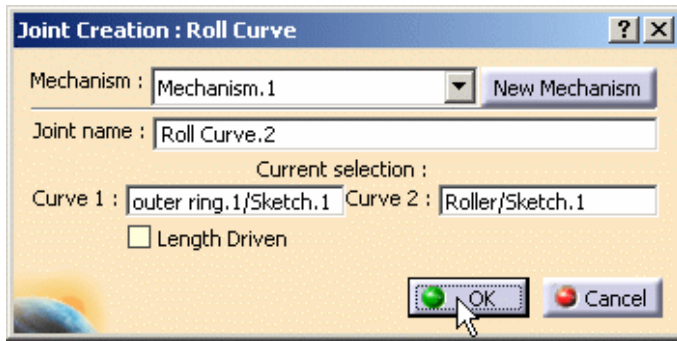 Joint Creation : Roll Curve
Mechanism : Mechanism.1 New Mechanism
Joint name : Roll Curve.2
Current selection :
Curve 1 : outer ring.1/Sketch.1 Curve 2 : Roller/Sketch.1
Length Driven
OK Cancel